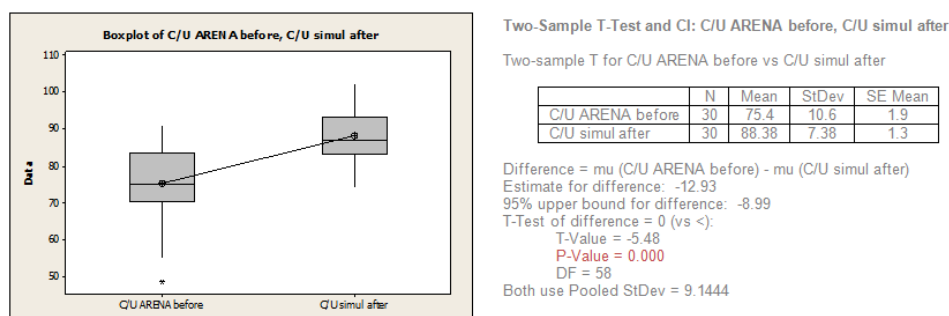 Boxplot of C/U ARENA before, C/U simul after
110
100
90
80
70
60
50
Data
C/U ARENA before
C/U simul after
Two-Sample T-Test and CI: C/U ARENA before, C/U simul after
Two-sample T for C/U ARENA before vs C/U simul after
N Mean StDev SE Mean
C/U ARENA before 30 75.4 10.6 1.9
C/U simul after 30 88.38 7.38 1.3
Difference = mu (C/U ARENA before) - mu (C/U simul after)
Estimate for difference: -12.93
95% upper bound for difference: -8.99
T-Test of difference = 0 (vs <):
T-Value = -5.48
P-Value = 0.000
DF = 58
Both use Pooled StDev = 9.1444